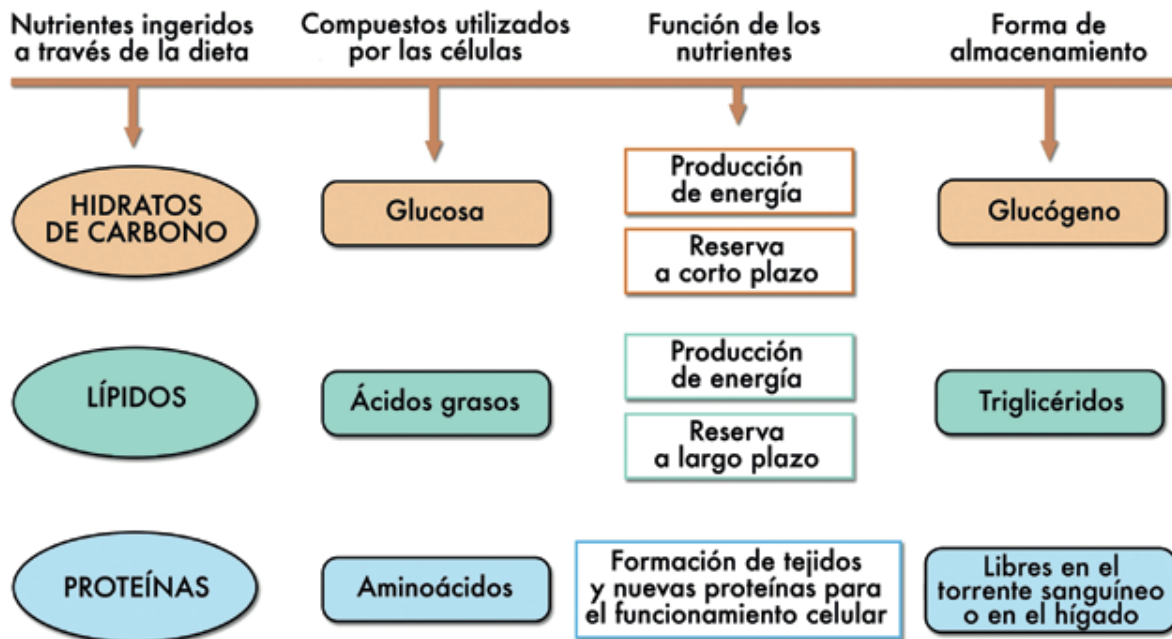 Nutrientes ingeridos
a través de la dieta
Compuestos utilizados
por las células
Función de los
nutrientes
Forma de
almacenamiento
HIDRATOS
DE CARBONO
Glucosa
Producción
de energía
Reserva
a corto plazo
Glucógeno
LÍPIDOS
Ácidos grasos
Producción
de energía
Reserva
a largo plazo
Triglicéridos
PROTEÍNAS
Aminoácidos
Formación de tejidos
y nuevas proteínas para
el funcionamiento celular
Libres en el
torrente sanguíneo
o en el hígado